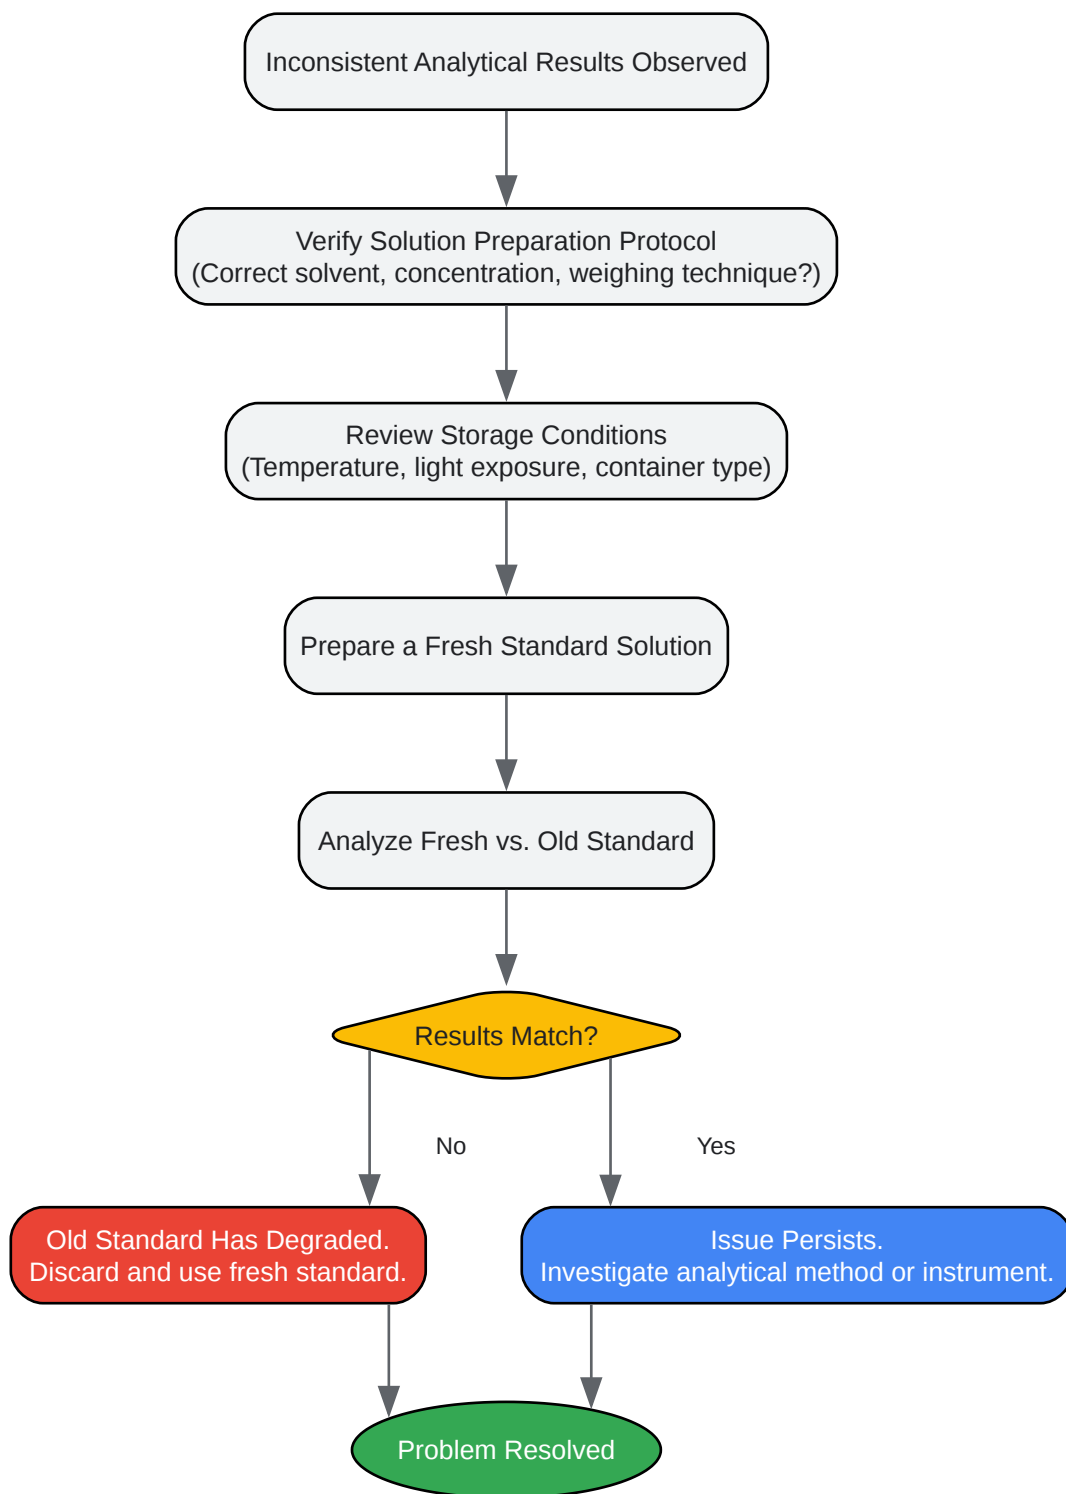 Inconsistent Analytical Results Observed
Verify Solution Preparation Protocol
(Correct solvent, concentration, weighing technique?)
Review Storage Conditions
(Temperature, light exposure, container type)
Prepare a Fresh Standard Solution
Analyze Fresh vs. Old Standard
Results Match?
No
Yes
Old Standard Has Degraded.
Discard and use fresh standard.
Issue Persists.
Investigate analytical method or instrument.
Problem Resolved